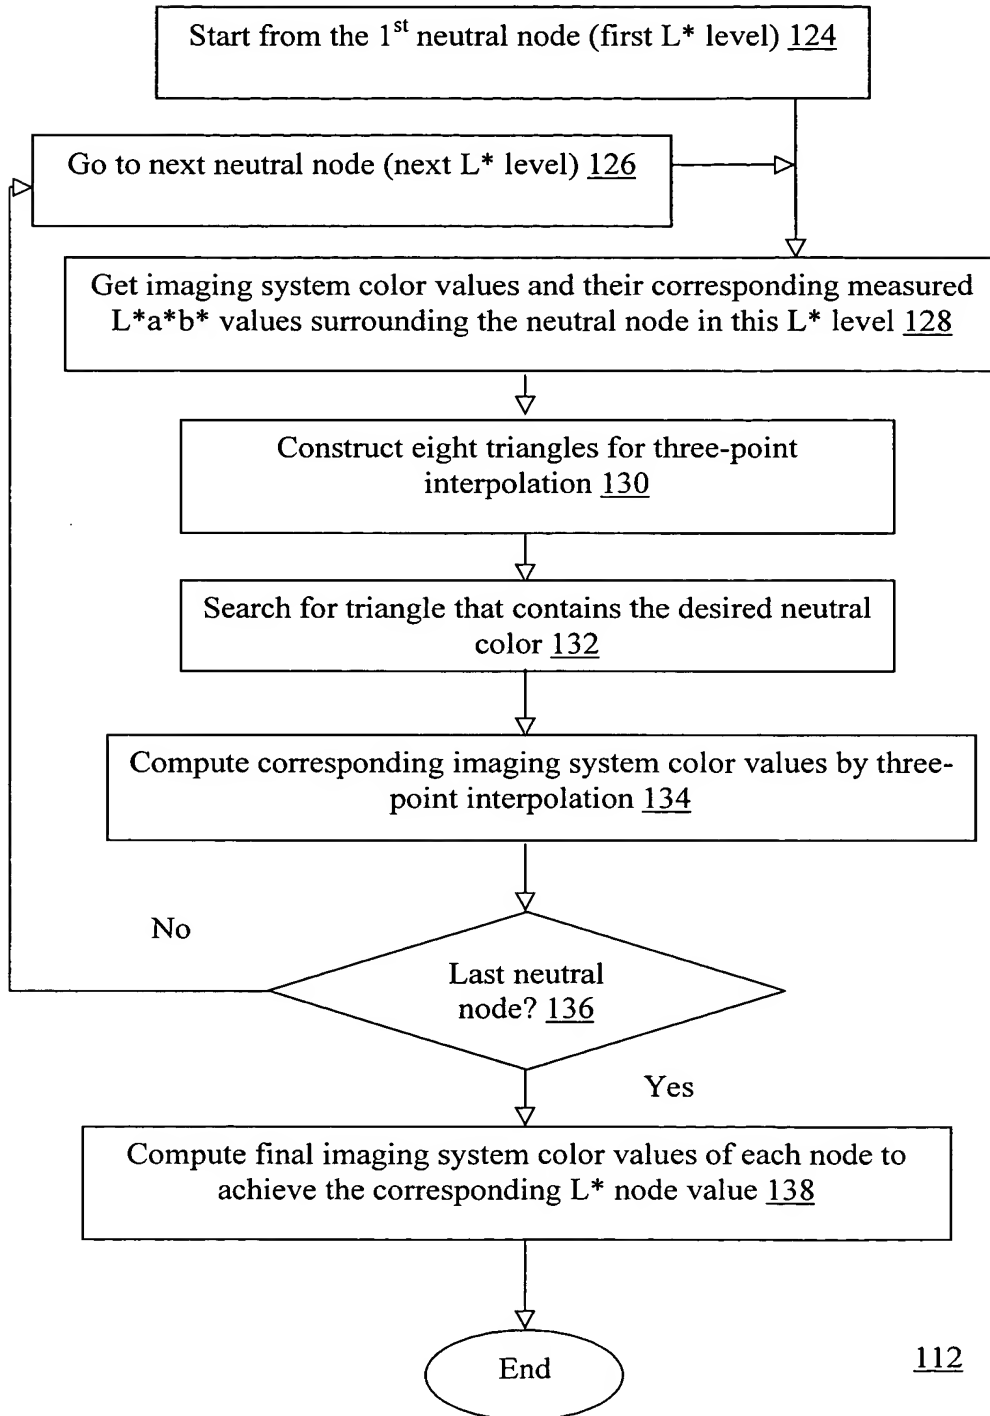 Start from the 1st neutral node (first L* level) 124
Go to next neutral node (next L* level) 126
Get imaging system color values and their corresponding measured
L*a*b* values surrounding the neutral node in this L* level 128
Construct eight triangles for three-point
interpolation 130
Search for triangle that contains the desired neutral
color 132
Compute corresponding imaging system color values by three-
point interpolation 134
No
Last neutral
node? 136
Yes
Compute final imaging system color values of each node to
achieve the corresponding L* node value 138
End
112